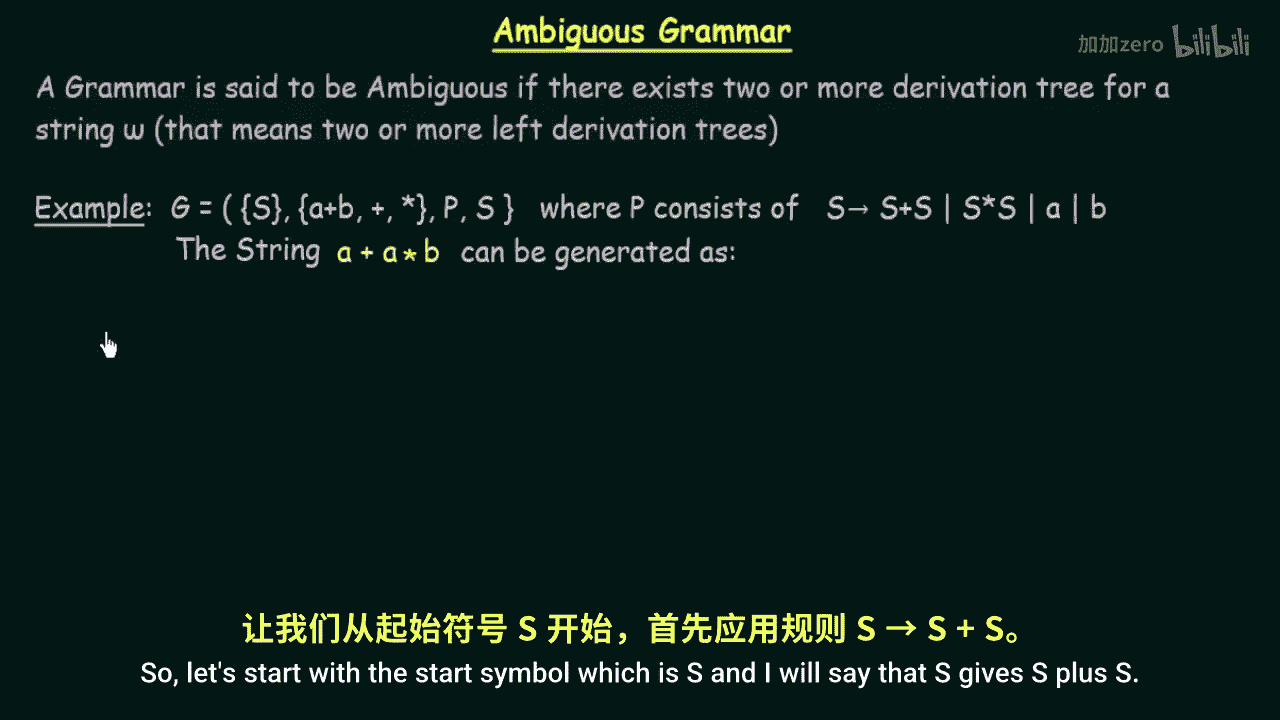 Ambiguous Grammar
加加zero bilibili
A Grammar is said to be Ambiguous if there exists two or more derivation tree for a
string w (that means two or more left derivation trees)
Example: G = ( {S}, {a+b, +, *}, P, S } where P consists of S→ S+S | S*S | a | b
The String a + a * b can be generated as:
让我们从起始符号 S 开始，首先应用规则 S → S + S。
So, let's start with the start symbol which is S and I will say that S gives S plus S.